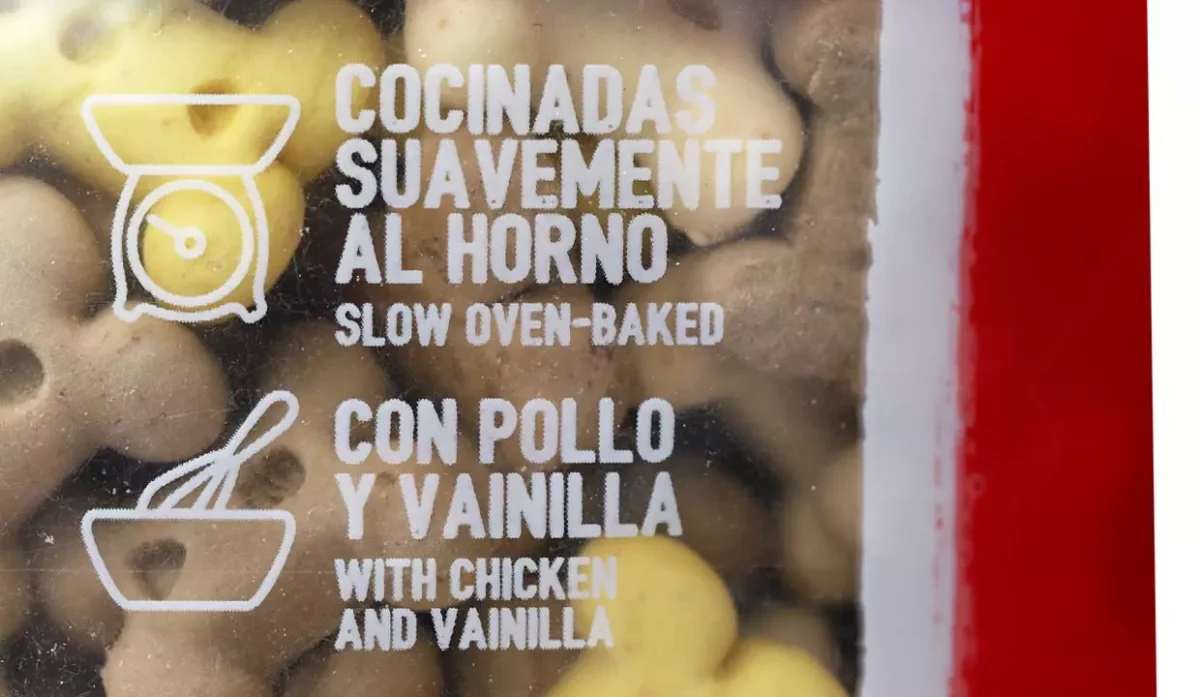 COCINADAS
SUAVEMENTE
AL HORNO
SLOW OVEN-BAKED
CON POLLO
Y VAINILLA
WITH CHICKEN
AND VAINILLA